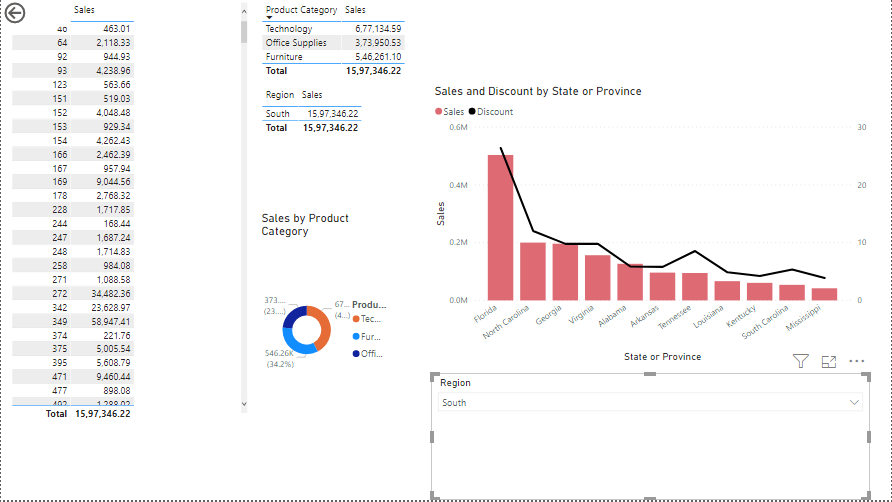 Sales
46 463.01
64 2,118.33
92 944.93
93 4,238.96
123 563.66
151 519.03
152 4,048.48
153 929.34
154 4,262.43
166 2,462.39
167 957.94
169 9,044.56
178 2,768.32
228 1,717.85
244 168.44
247 1,687.24
248 1,714.83
258 984.08
271 1,088.58
272 34,482.36
342 23,628.97
349 58,947.41
374 221.76
375 5,005.54
395 5,608.79
471 9,460.44
477 898.08
492 1,288.02
Total 15,97,346.22
Product Category Sales
Technology 6,77,134.59
Office Supplies 3,73,950.53
Furniture 5,46,261.10
Total 15,97,346.22
Region Sales
South 15,97,346.22
Total 15,97,346.22
Sales by Product
Category
373....
(23....)
67...
(4...)
546.26K
(34.2%)
Produ...
Tec...
Fur...
Offi...
Sales and Discount by State or Province
Sales Discount
0.6M
0.4M
0.2M
0.0M
Sales
30
20
10
0
Florida
North Carolina
Georgia
Virginia
Alabama
Arkansas
Tennessee
Louisiana
Kentucky
South Carolina
Mississippi
State or Province
Region
South